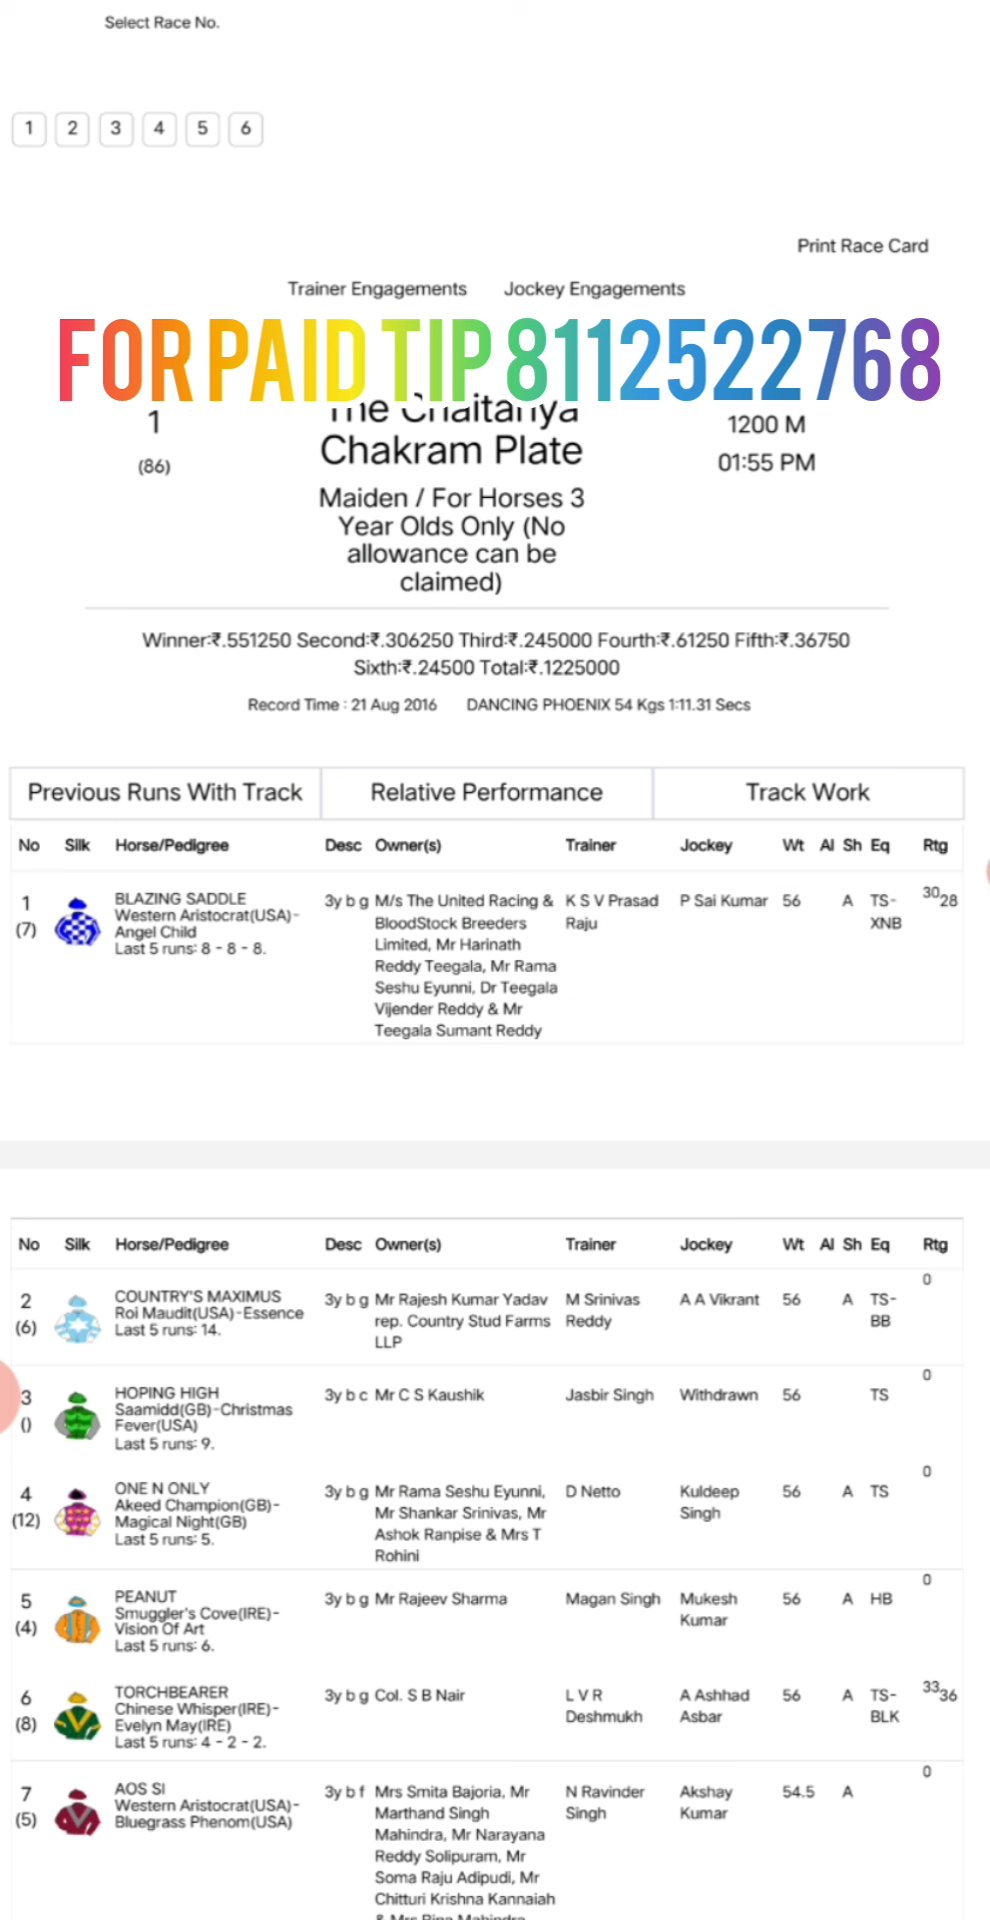 Select Race No.
1 2 3 4 5 6
Print Race Card
Trainer Engagements Jockey Engagements
FOR PAID TIP 8112522768
1 The Chaitanya 1200 M
(86) Chakram Plate 01:55 PM
Maiden / For Horses 3
Year Olds Only (No
allowance can be
claimed)
Winner:₹.551250 Second:₹.306250 Third:₹.245000 Fourth:₹.61250 Fifth:₹.36750
Sixth:₹.24500 Total:₹.1225000
Record Time : 21 Aug 2016 DANCING PHOENIX 54 Kgs 1:11.31 Secs
Previous Runs With Track Relative Performance Track Work
No Silk Horse/Pedigree Desc Owner(s) Trainer Jockey Wt Al Sh Eq Rtg
1 BLAZING SADDLE 3y b g M/s The United Racing & K S V Prasad P Sai Kumar 56 A TS- 30 28
(7) Western Aristocrat(USA)- BloodStock Breeders Raju XNB
Angel Child Limited, Mr Harinath
Last 5 runs: 8 - 8 - 8. Reddy Teegala, Mr Rama
Seshu Eyunni, Dr Teegala
Vijender Reddy & Mr
Teegala Sumant Reddy
No Silk Horse/Pedigree Desc Owner(s) Trainer Jockey Wt Al Sh Eq Rtg
2 COUNTRY'S MAXIMUS 3y b g Mr Rajesh Kumar Yadav M Srinivas A A Vikrant 56 A TS- 0
(6) Roi Maudit(USA)-Essence rep. Country Stud Farms Reddy BB
Last 5 runs: 14. LLP
3 HOPING HIGH 3y b c Mr C S Kaushik Jasbir Singh Withdrawn 56 TS 0
() Saamidd(GB)-Christmas
Fever(USA)
Last 5 runs: 9.
4 ONE N ONLY 3y b g Mr Rama Seshu Eyunni, D Netto Kuldeep 56 A TS 0
(12) Akeed Champion(GB)- Mr Shankar Srinivas, Mr Singh
Magical Night(GB) Ashok Ranpise & Mrs T
Last 5 runs: 5. Rohini
5 PEANUT 3y b g Mr Rajeev Sharma Magan Singh Mukesh 56 A HB 0
(4) Smuggler's Cove(IRE)- Kumar
Vision Of Art
Last 5 runs: 6.
6 TORCHBEARER 3y b g Col. S B Nair L V R A Ashhad 56 A TS- 33 36
(8) Chinese Whisper(IRE)- Deshmukh Asbar BLK
Evelyn May(IRE)
Last 5 runs: 4 - 2 - 2.
7 AOS SI 3y b f Mrs Smita Bajoria, Mr N Ravinder Akshay 54.5 A 0
(5) Western Aristocrat(USA)- Marthand Singh Singh Kumar
Bluegrass Phenom(USA) Mahindra, Mr Narayana
Reddy Solipuram, Mr
Soma Raju Adipudi, Mr
Chitturi Krishna Kannaiah
& Mrs Rina Mahindra